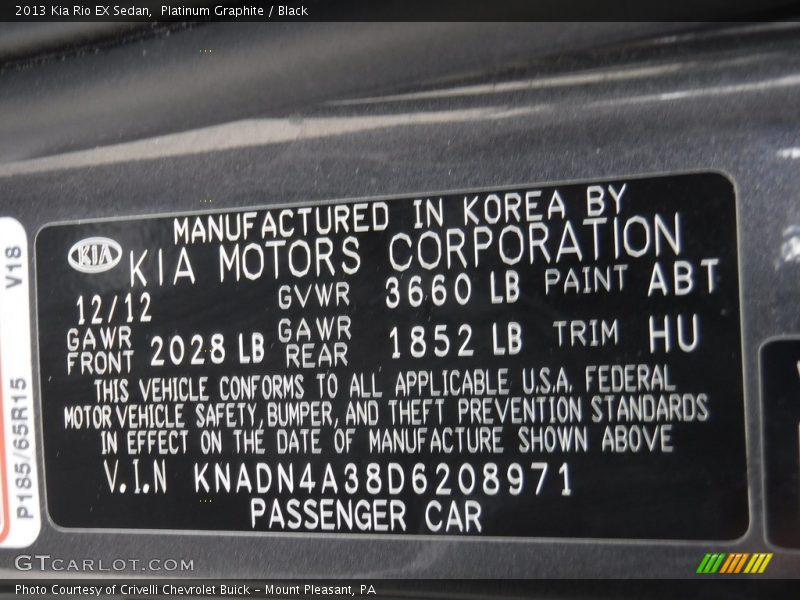 2013 Kia Rio EX Sedan,  Platinum Graphite / Black
MANUFACTURED IN KOREA BY
KIA KIA MOTORS CORPORATION
12/12 GVWR 3660 LB PAINT ABT
GAWR FRONT 2028 LB GAWR REAR 1852 LB TRIM HU
THIS VEHICLE CONFORMS TO ALL APPLICABLE U.S.A. FEDERAL
MOTOR VEHICLE SAFETY, BUMPER, AND THEFT PREVENTION STANDARDS
IN EFFECT ON THE DATE OF MANUFACTURE SHOWN ABOVE
V.I.N KNADN4A38D6208971
PASSENGER CAR
P185/65R15
V18
GTCARLOT.COM
Photo Courtesy of Crivelli Chevrolet Buick - Mount Pleasant, PA